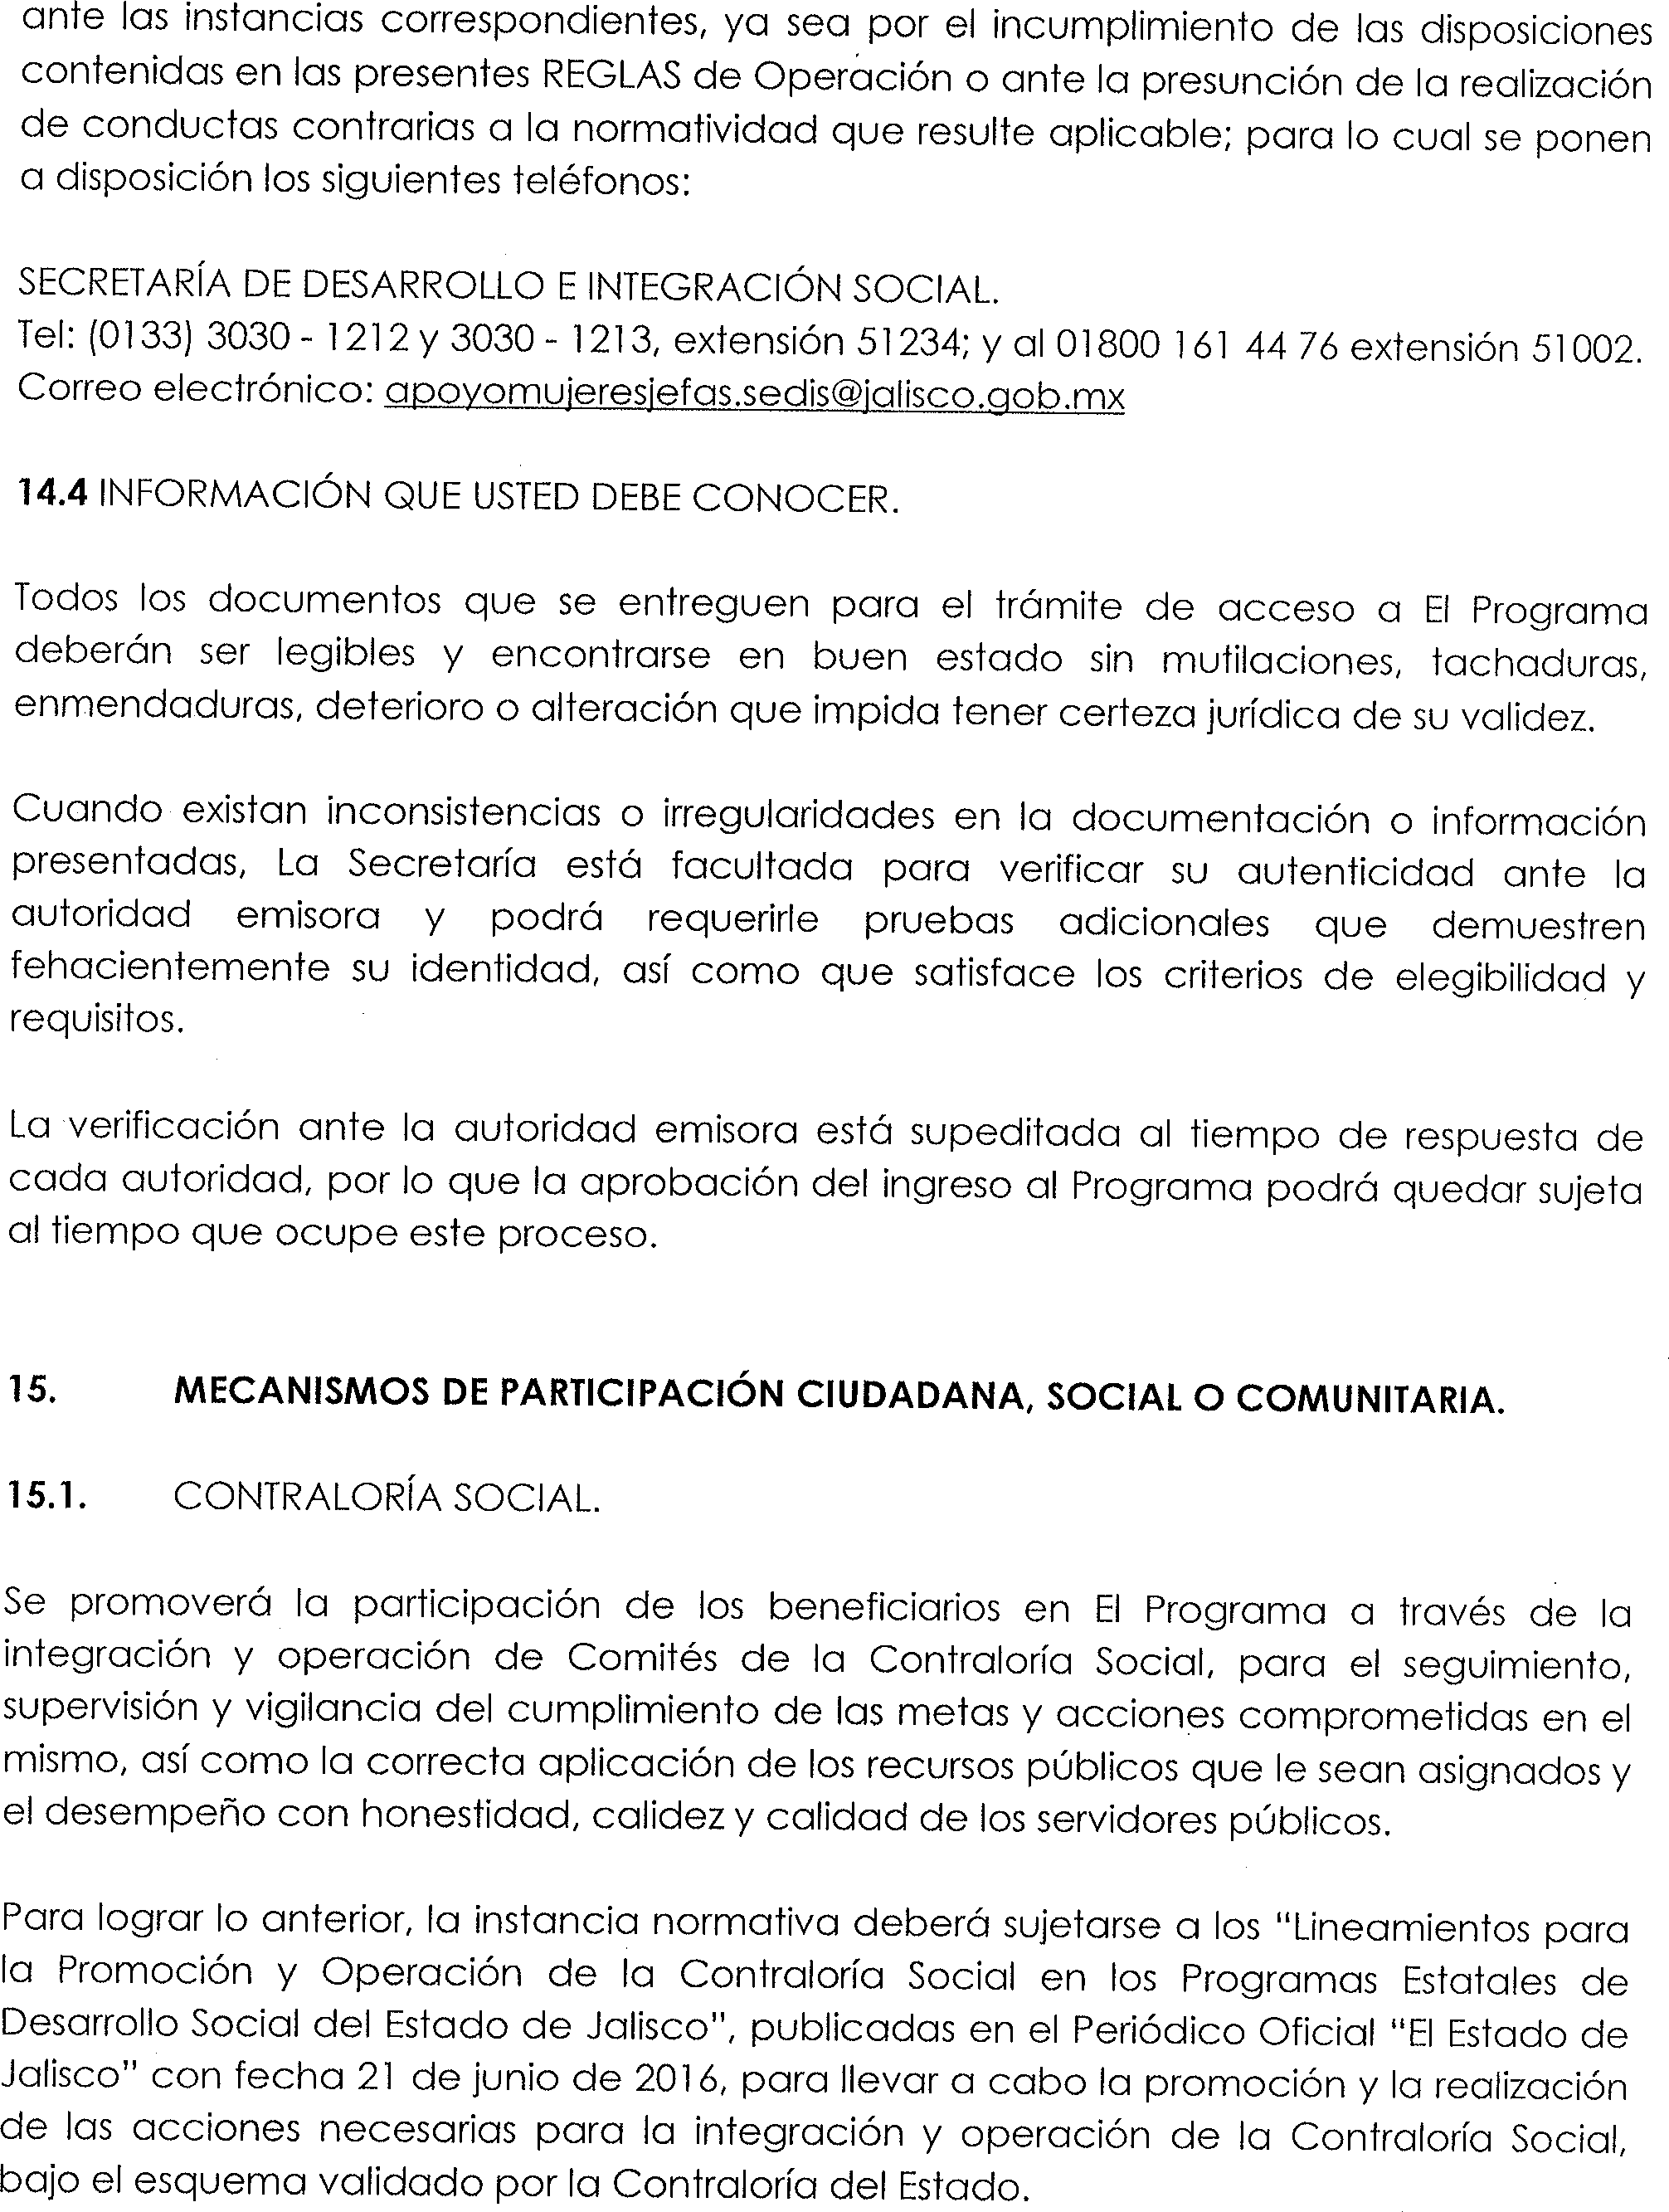 ante las instancias correspondientes, ya sea por el incumplimiento de las disposiciones
contenidas en las presentes REGLAS de Operación o ante la presunción de la realización
de conductas contrarias a la normatividad que resulte aplicable; para lo cual se ponen
a disposición los siguientes teléfonos:
SECRETARÍA DE DESARROLLO E INTEGRACIÓN SOCIAL.
Tel: (0133) 3030 - 1212 y 3030 - 1213, extensión 51234; y al 01800 161 44 76 extensión 51002.
Correo electrónico: apoyomujeresjefas.sedis@jalisco.gob.mx
14.4 INFORMACIÓN QUE USTED DEBE CONOCER.
Todos los documentos que se entreguen para el trámite de acceso a El Programa
deberán ser legibles y encontrarse en buen estado sin mutilaciones, tachaduras,
enmendaduras, deterioro o alteración que impida tener certeza jurídica de su validez.
Cuando existan inconsistencias o irregularidades en la documentación o información
presentadas, La Secretaría está facultada para verificar su autenticidad ante la
autoridad emisora y podrá requerirle pruebas adicionales que demuestren
fehacientemente su identidad, así como que satisface los criterios de elegibilidad y
requisitos.
La verificación ante la autoridad emisora está supeditada al tiempo de respuesta de
cada autoridad, por lo que la aprobación del ingreso al Programa podrá quedar sujeta
al tiempo que ocupe este proceso.
15. MECANISMOS DE PARTICIPACIÓN CIUDADANA, SOCIAL O COMUNITARIA.
15.1. CONTRALORÍA SOCIAL.
Se promoverá la participación de los beneficiarios en El Programa a través de la
integración y operación de Comités de la Contraloría Social, para el seguimiento,
supervisión y vigilancia del cumplimiento de las metas y acciones comprometidas en el
mismo, así como la correcta aplicación de los recursos públicos que le sean asignados y
el desempeño con honestidad, calidez y calidad de los servidores públicos.
Para lograr lo anterior, la instancia normativa deberá sujetarse a los "Lineamientos para
la Promoción y Operación de la Contraloría Social en los Programas Estatales de
Desarrollo Social del Estado de Jalisco", publicadas en el Periódico Oficial "El Estado de
Jalisco" con fecha 21 de junio de 2016, para llevar a cabo la promoción y la realización
de las acciones necesarias para la integración y operación de la Contraloría Social,
bajo el esquema validado por la Contraloría del Estado.